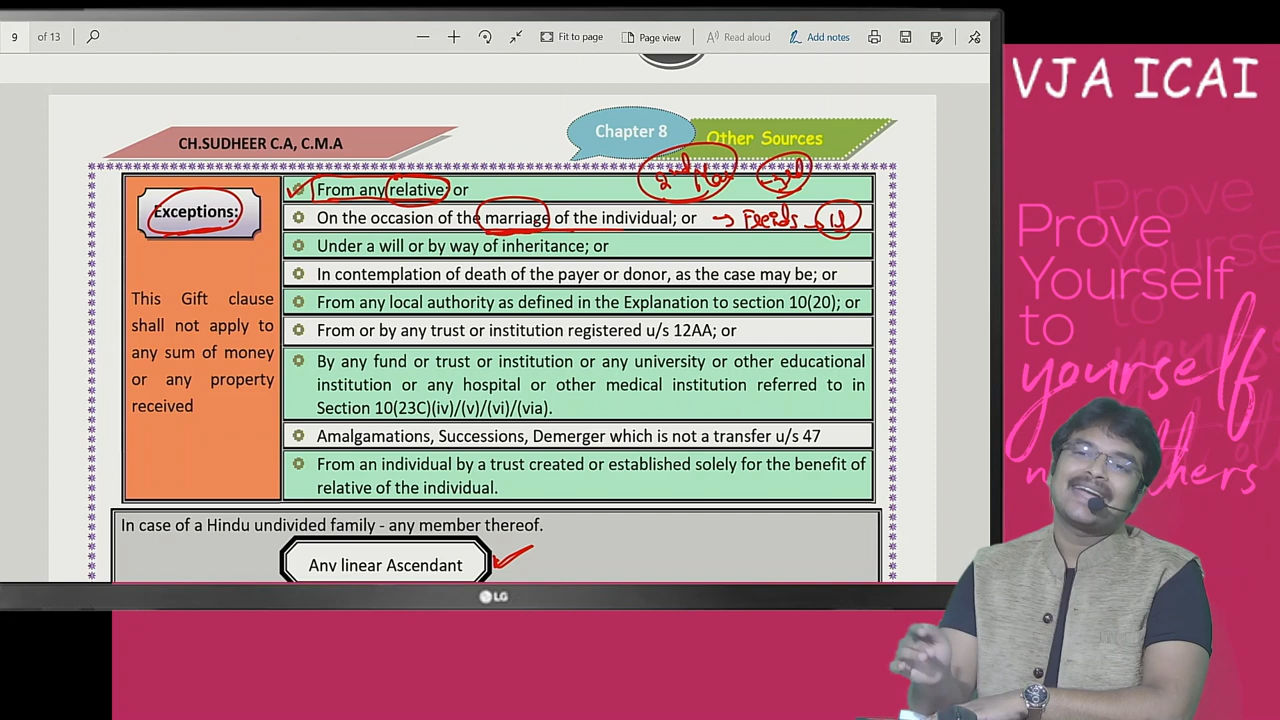 9 of 13 Fit to page Page view Read aloud Add notes
VJA ICAI
CH.SUDHEER C.A, C.M.A
Chapter 8
Other Sources
Exceptions:
This Gift clause
shall not apply to
any sum of money
or any property
received
From any relative; or
On the occasion of the marriage of the individual; or
Under a will or by way of inheritance; or
In contemplation of death of the payer or donor, as the case may be; or
From any local authority as defined in the Explanation to section 10(20); or
From or by any trust or institution registered u/s 12AA; or
By any fund or trust or institution or any university or other educational
institution or any hospital or other medical institution referred to in
Section 10(23C)(iv)/(v)/(vi)/(via).
Amalgamations, Successions, Demerger which is not a transfer u/s 47
From an individual by a trust created or established solely for the benefit of
relative of the individual.
In case of a Hindu undivided family - any member thereof.
Any linear Ascendant
LG
Prove
Yourself
to
yourself